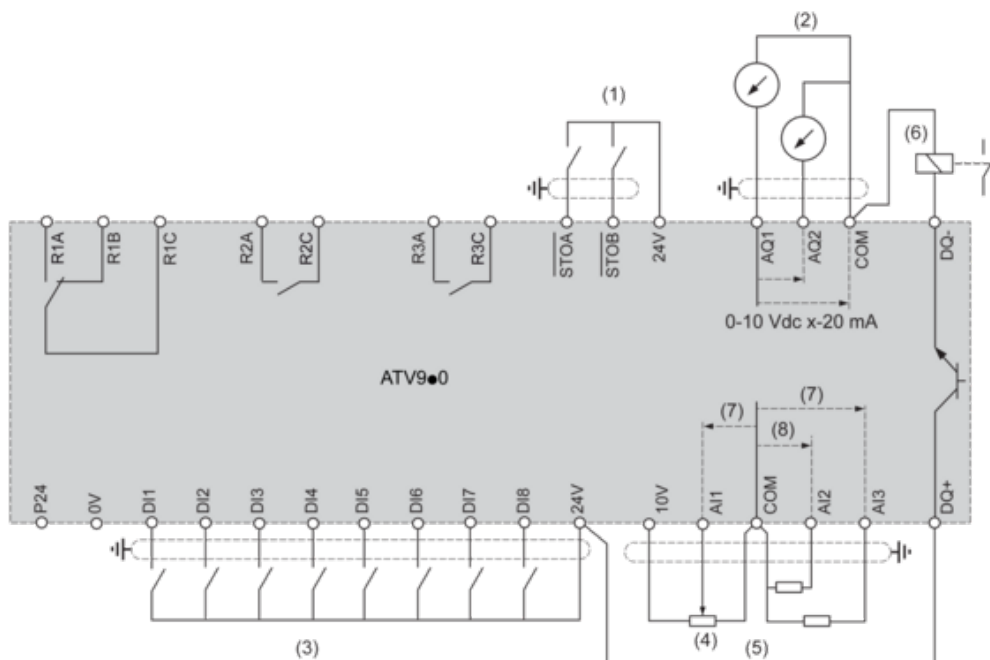 (2)
(1)
(6)
R1A
R1B
R1C
R2A
R2C
R3A
R3C
STOA
STOB
24V
AQ1
AQ2
COM
DQ-
0-10 Vdc x-20 mA
ATV9●0
(7)
(7)
(8)
P24
0V
DI1
DI2
DI3
DI4
DI5
DI6
DI7
DI8
24V
10V
AI1
COM
AI2
AI3
DQ+
(3)
(4)
(5)